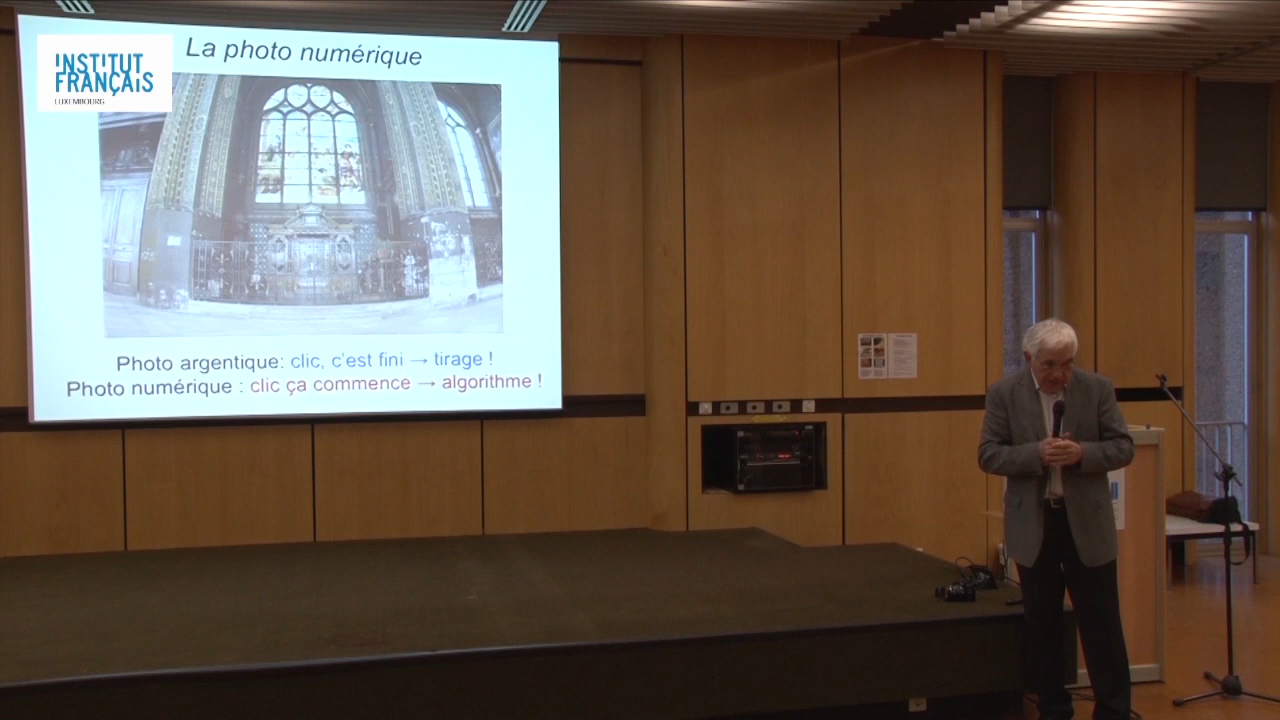 INSTITUT
FRANÇAIS
LUXEMBOURG
La photo numérique
Photo argentique: clic, c'est fini → tirage !
Photo numérique : clic ça commence → algorithme !